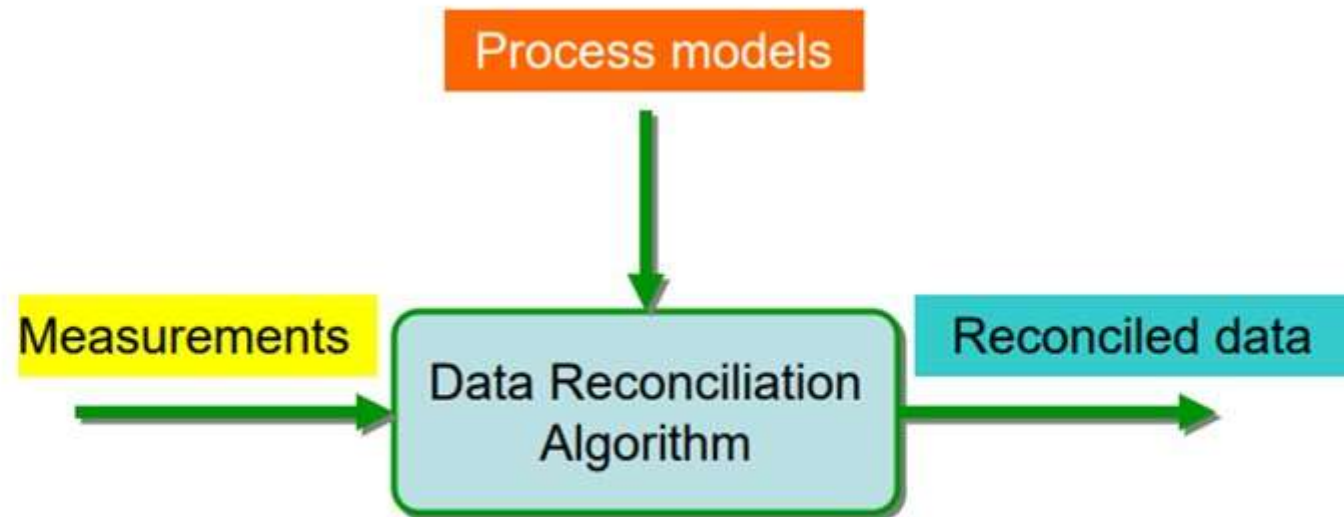 Process models
Measurements
Data Reconciliation
Algorithm
Reconciled data